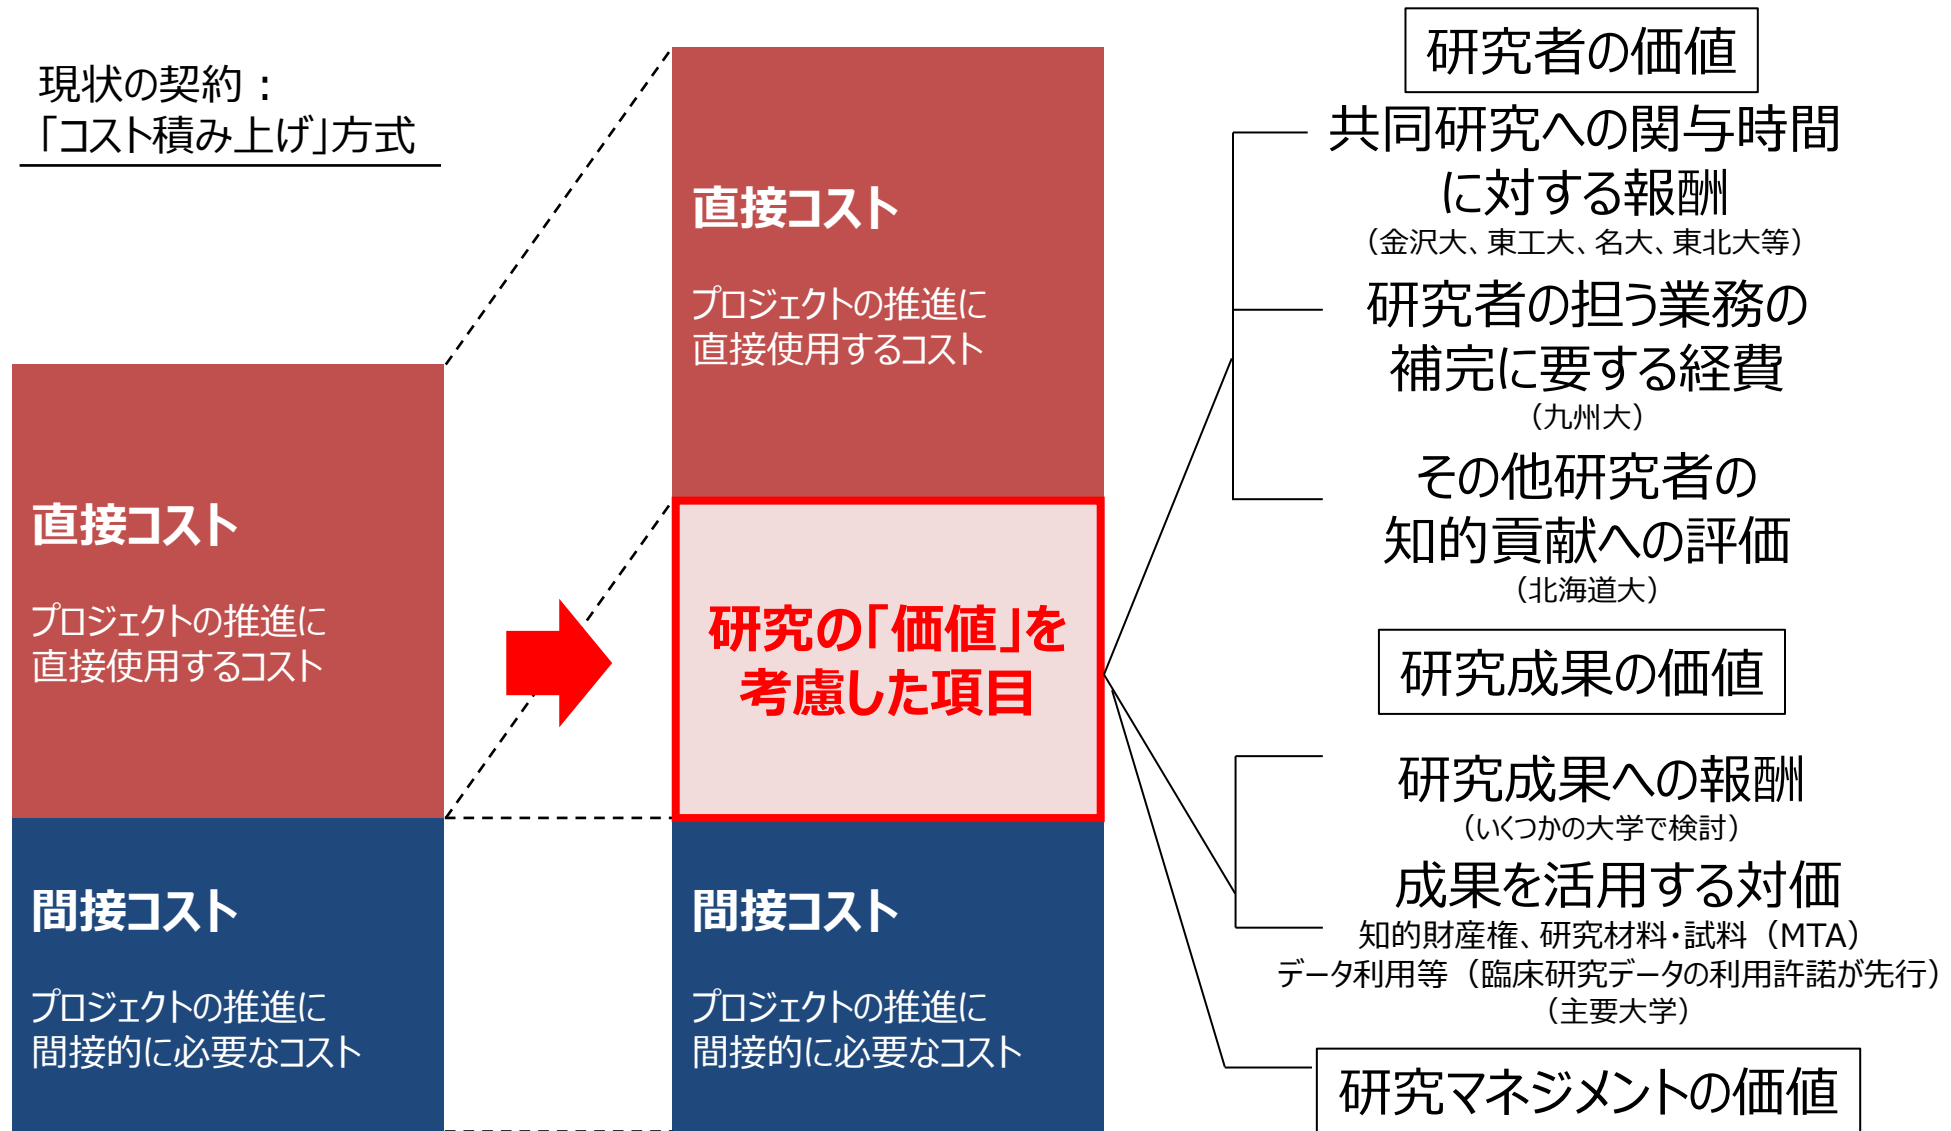 現状の契約：
「コスト積み上げ」方式
直接コスト
プロジェクトの推進に
直接使用するコスト
間接コスト
プロジェクトの推進に
間接的に必要なコスト
直接コスト
プロジェクトの推進に
直接使用するコスト
研究の「価値」を
考慮した項目
間接コスト
プロジェクトの推進に
間接的に必要なコスト
研究者の価値
共同研究への関与時間
に対する報酬
（金沢大、東工大、名大、東北大等）
研究者の担う業務の
補完に要する経費
（九州大）
その他研究者の
知的貢献への評価
（北海道大）
研究成果の価値
研究成果への報酬
（いくつかの大学で検討）
成果を活用する対価
知的財産権、研究材料・試料（MTA）
データ利用等（臨床研究データの利用許諾が先行）
（主要大学）
研究マネジメントの価値